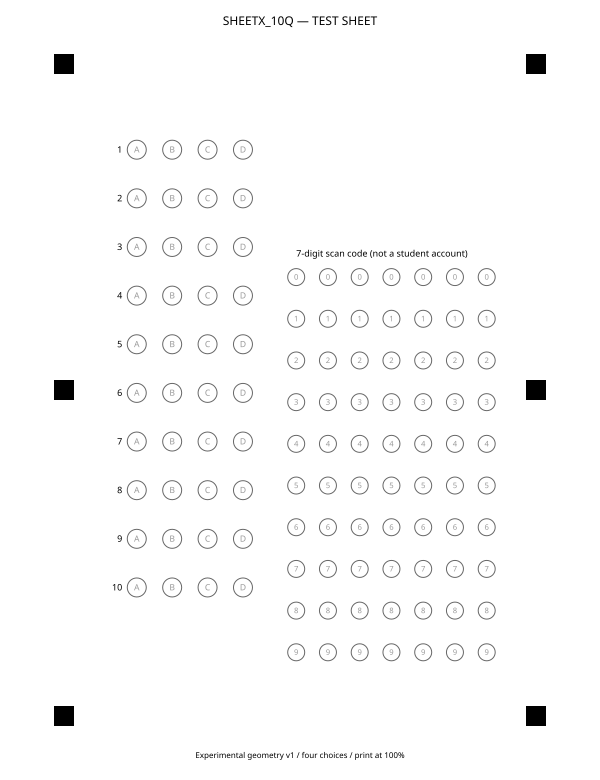 SHEETX_10Q — TEST SHEET
1 A B C D
2 A B C D
3 A B C D
4 A B C D
5 A B C D
6 A B C D
7 A B C D
8 A B C D
9 A B C D
10 A B C D
7-digit scan code (not a student account)
0 0 0 0 0 0 0
1 1 1 1 1 1 1
2 2 2 2 2 2 2
3 3 3 3 3 3 3
4 4 4 4 4 4 4
5 5 5 5 5 5 5
6 6 6 6 6 6 6
7 7 7 7 7 7 7
8 8 8 8 8 8 8
9 9 9 9 9 9 9
Experimental geometry v1 / four choices / print at 100%